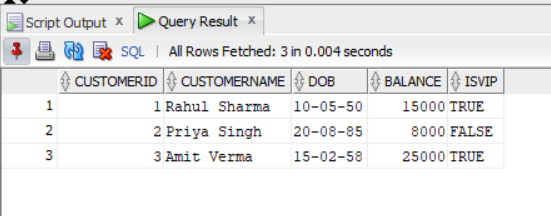 Script Output x Query Result x
SQL | All Rows Fetched: 3 in 0.004 seconds
CUSTOMERID CUSTOMERNAME DOB BALANCE ISVIP
1 1 Rahul Sharma 10-05-50 15000 TRUE
2 2 Priya Singh 20-08-85 8000 FALSE
3 3 Amit Verma 15-02-58 25000 TRUE